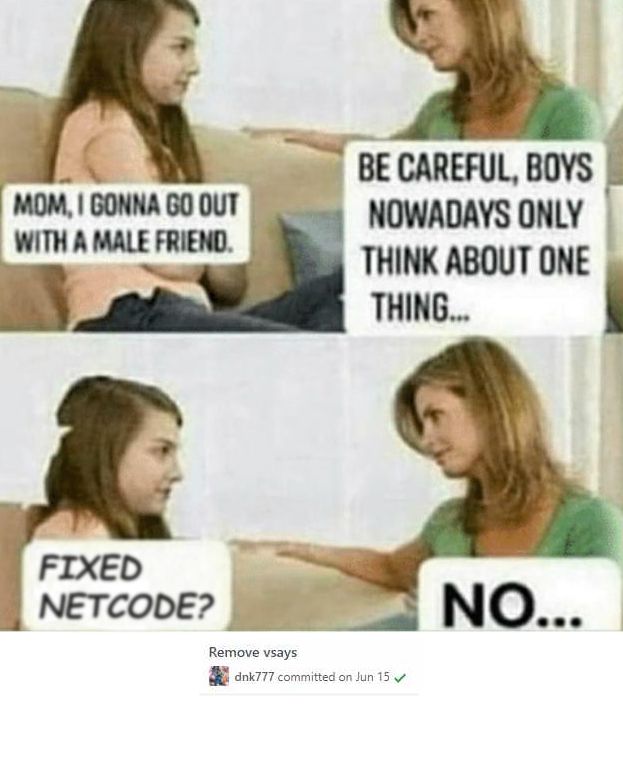 MOM, I GONNA GO OUT
WITH A MALE FRIEND.
BE CAREFUL, BOYS
NOWADAYS ONLY
THINK ABOUT ONE
THING...
FIXED
NETCODE?
NO...
Remove vsays
dnk777 committed on Jun 15